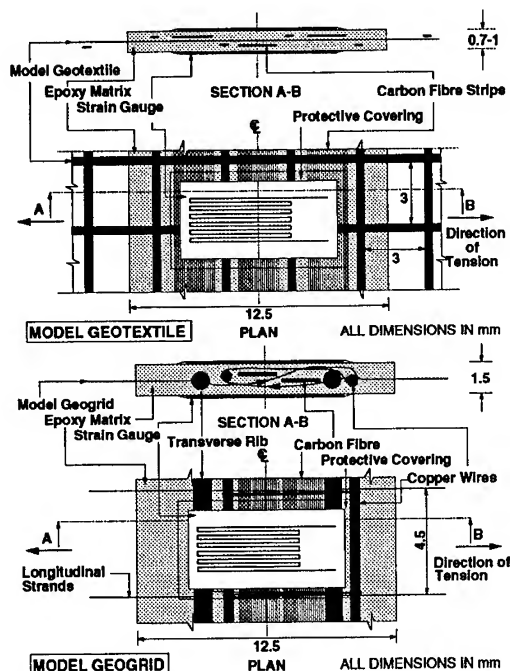 0.7-1
Model Geotextile
Epoxy Matrix
Strain Gauge
SECTION A-B
Carbon Fibre Strips
Protective Covering
℄
A
B
3
Direction
of
Tension
3
12.5
MODEL GEOTEXTILE
PLAN
ALL DIMENSIONS IN mm
1.5
Model Geogrid
Epoxy Matrix
Strain Gauge
SECTION A-B
Transverse Rib
Carbon Fibre
℄
Protective Covering
Copper Wires
A
B
4.5
Longitudinal
Strands
Direction of
Tension
12.5
MODEL GEOGRID
PLAN
ALL DIMENSIONS IN mm